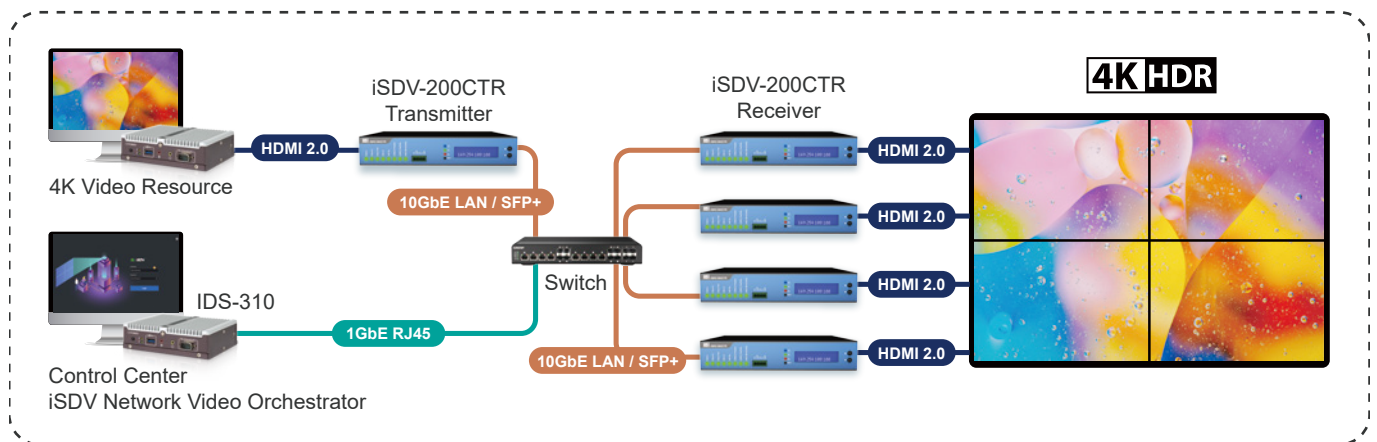 iSDV-200CTR
Transmitter
iSDV-200CTR
Receiver
4K HDR
HDMI 2.0
HDMI 2.0
4K Video Resource
10GbE LAN / SFP+
HDMI 2.0
Switch
HDMI 2.0
IDS-310
1GbE RJ45
10GbE LAN / SFP+
HDMI 2.0
Control Center
iSDV Network Video Orchestrator